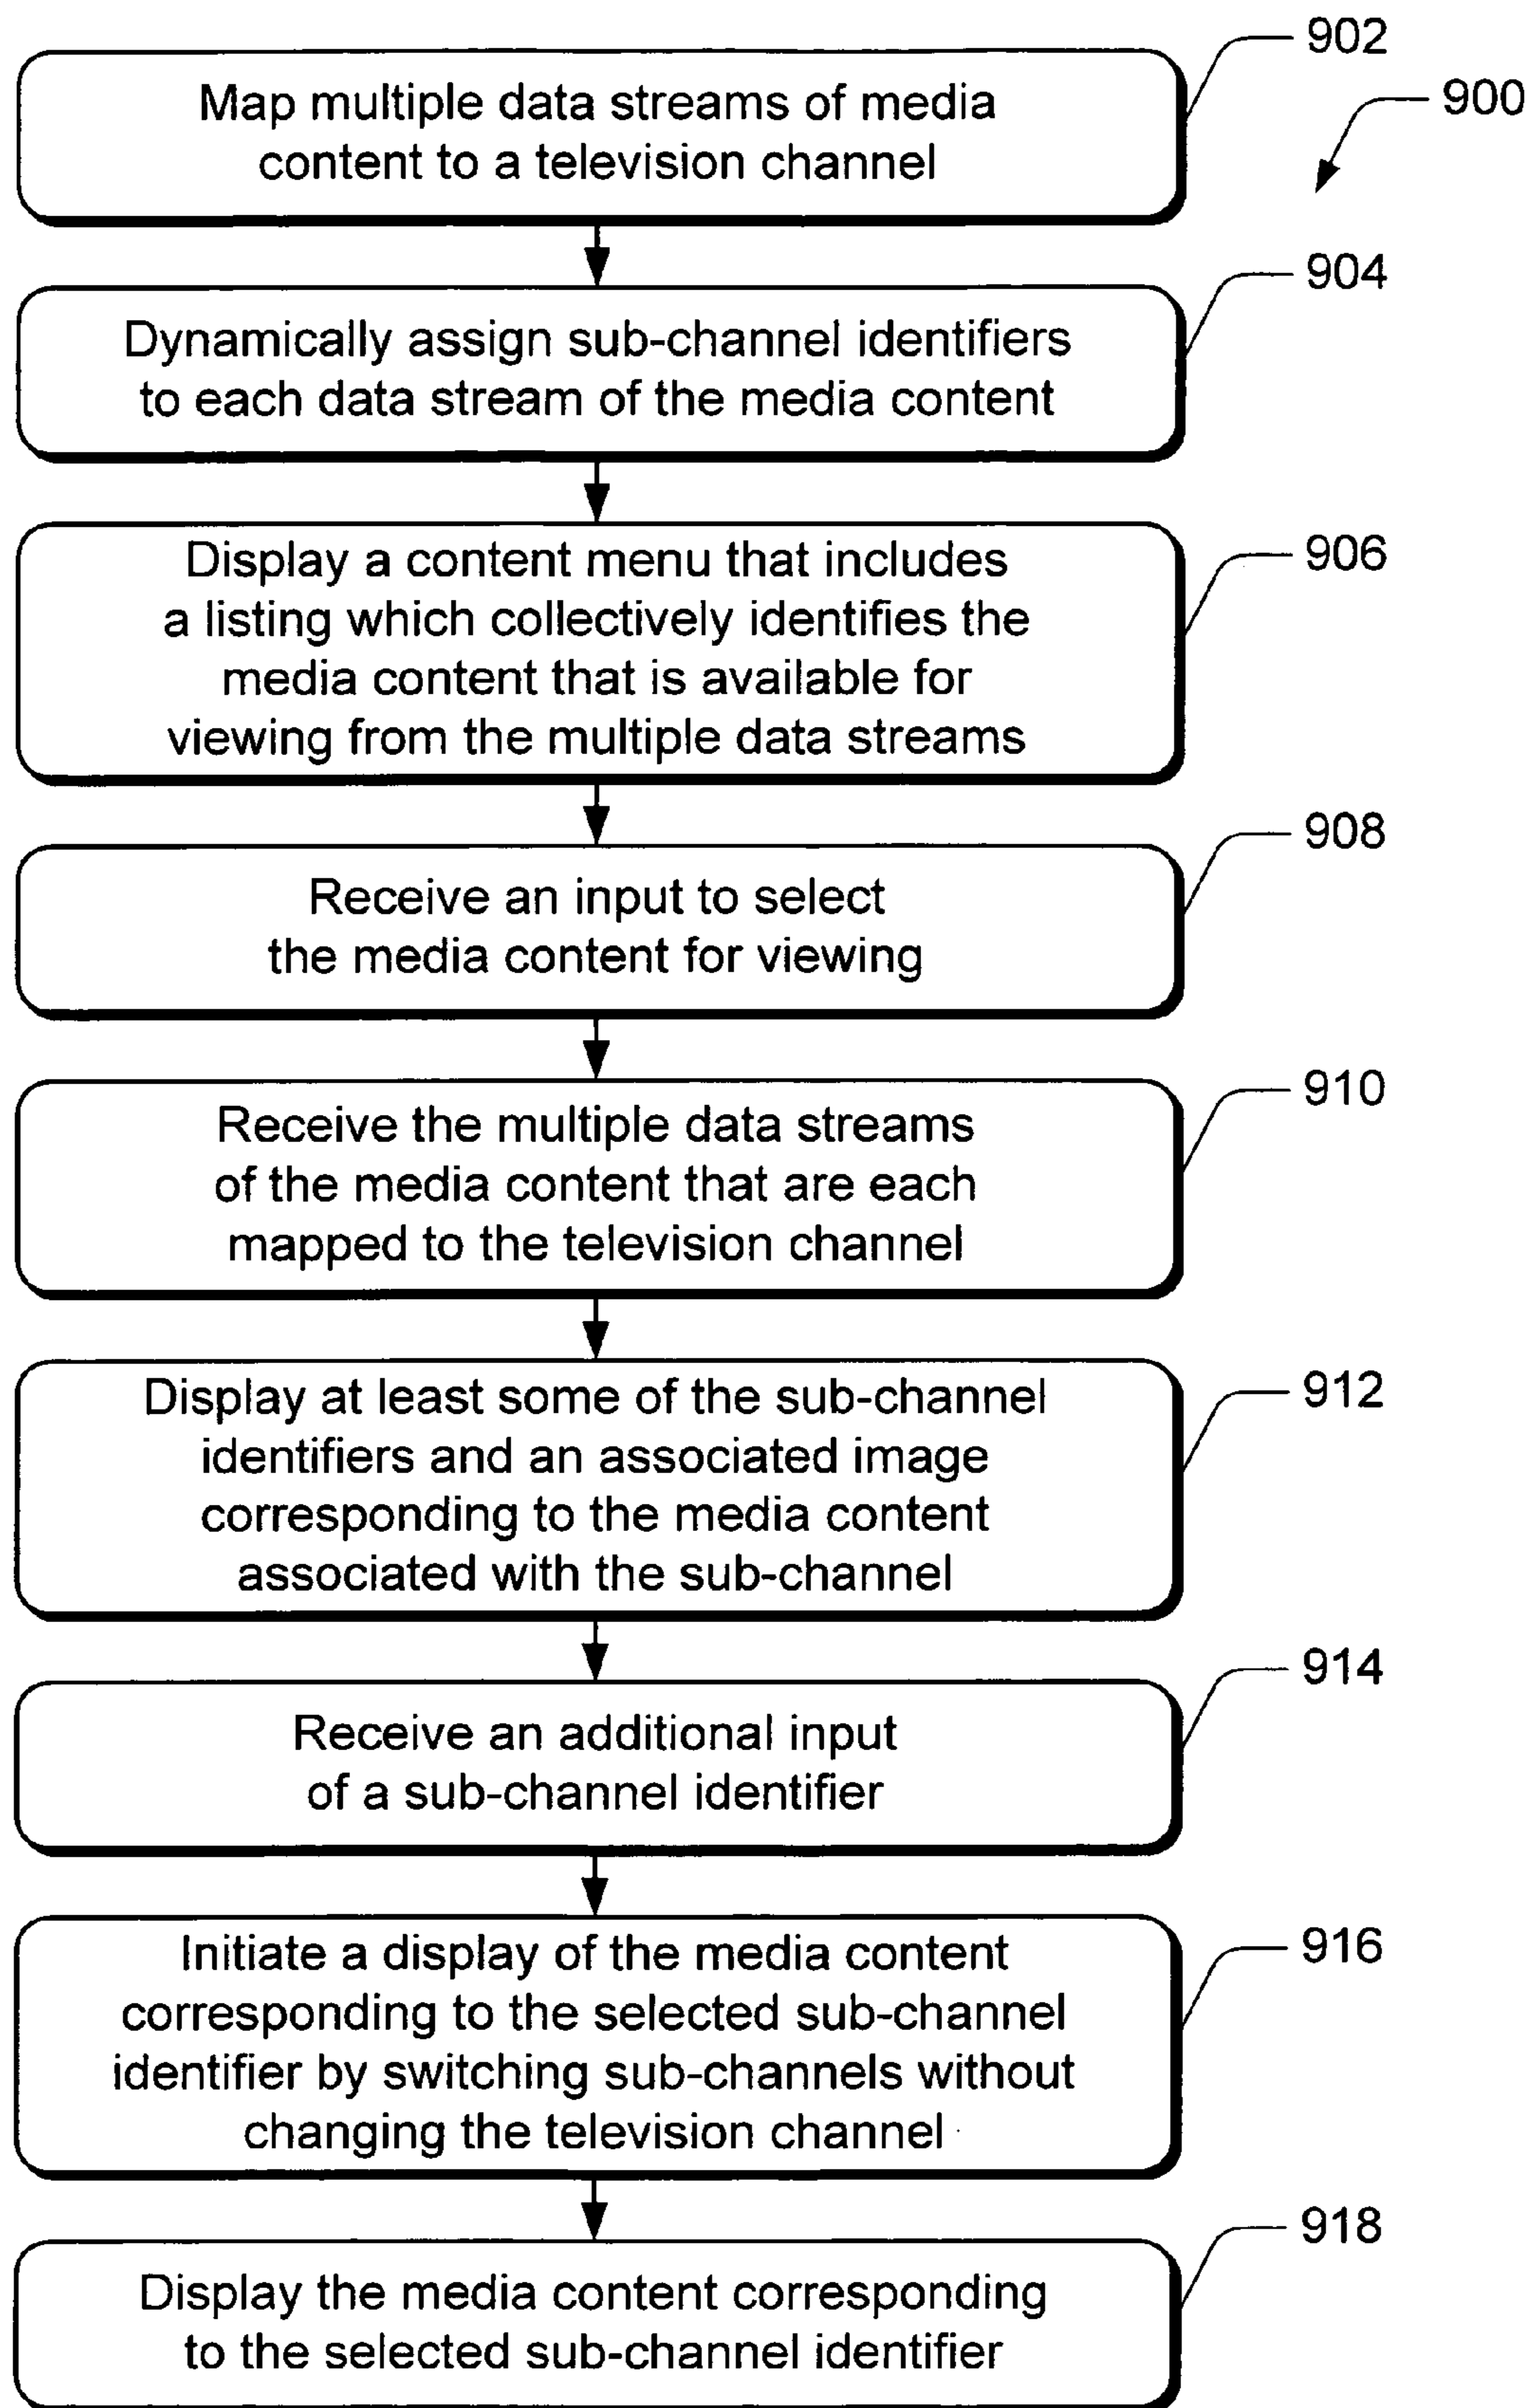 902
900
Map multiple data streams of media
content to a television channel
904
Dynamically assign sub-channel identifiers
to each data stream of the media content
906
Display a content menu that includes
a listing which collectively identifies the
media content that is available for
viewing from the multiple data streams
908
Receive an input to select
the media content for viewing
910
Receive the multiple data streams
of the media content that are each
mapped to the television channel
912
Display at least some of the sub-channel
identifiers and an associated image
corresponding to the media content
associated with the sub-channel
914
Receive an additional input
of a sub-channel identifier
916
Initiate a display of the media content
corresponding to the selected sub-channel
identifier by switching sub-channels without
changing the television channel
918
Display the media content corresponding
to the selected sub-channel identifier